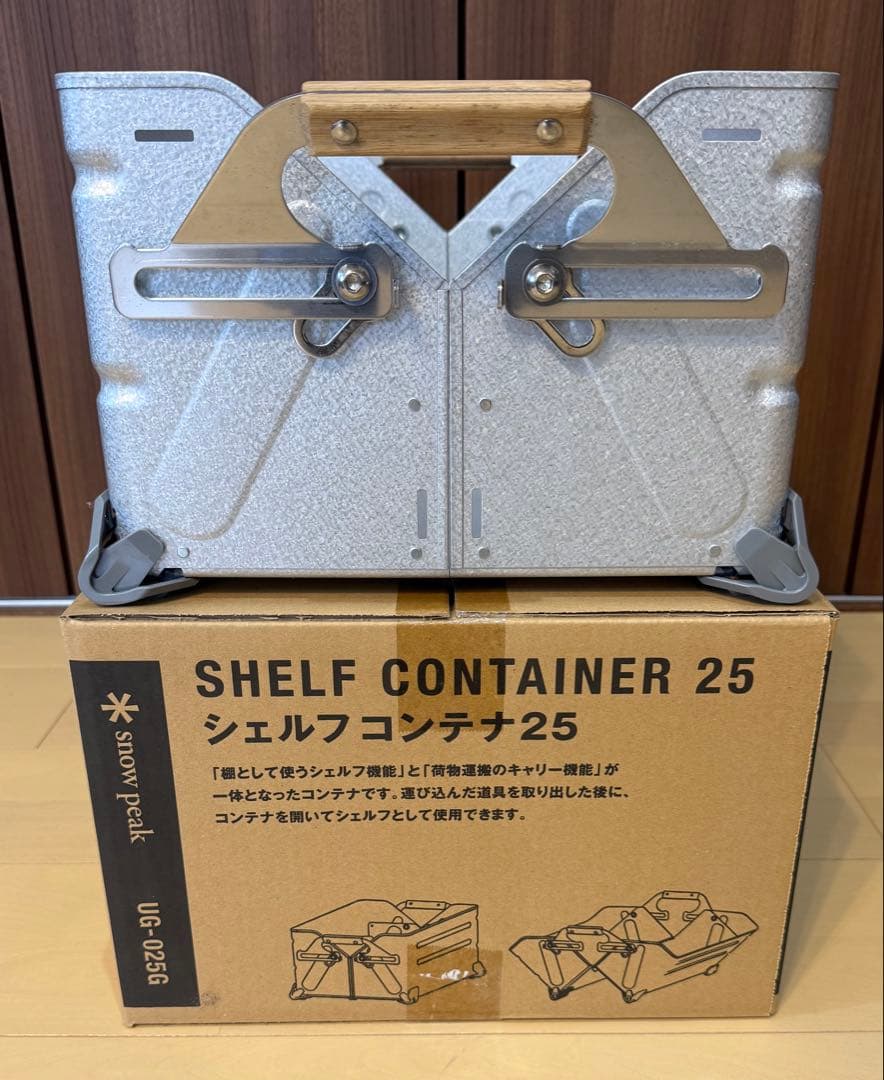 SHELF CONTAINER 25
シェルフコンテナ25
「棚として使うシェルフ機能」と「荷物運搬のキャリー機能」が
一体となったコンテナです。運び込んだ道具を取り出した後に、
コンテナを開いてシェルフとして使用できます。
snow peak
UG-025G